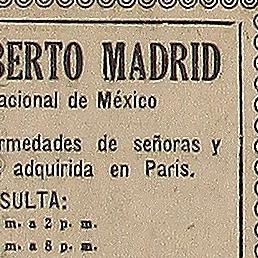 BERTO MADRID
acional de México
ermedades de señoras y
adquirida en París.
SULTA:
m. a 2 p. m.
m. a 8 p. m.